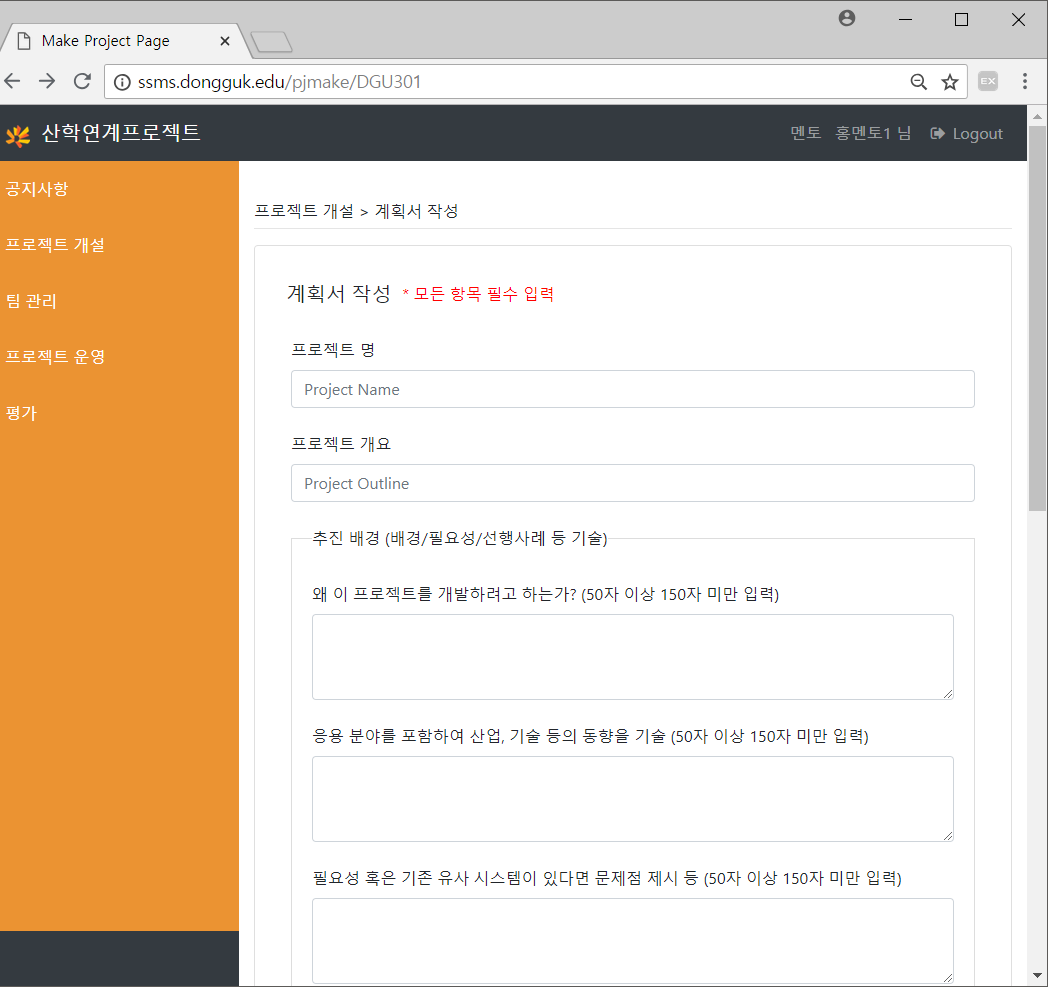 Make Project Page
ssms.dongguk.edu/pjmake/DGU301
EX
산학연계프로젝트
멘토 홍멘토1 님 Logout
공지사항
프로젝트 개설
팀 관리
프로젝트 운영
평가
프로젝트 개설 > 계획서 작성
계획서 작성 * 모든 항목 필수 입력
프로젝트 명
Project Name
프로젝트 개요
Project Outline
추진 배경 (배경/필요성/선행사례 등 기술)
왜 이 프로젝트를 개발하려고 하는가? (50자 이상 150자 미만 입력)
응용 분야를 포함하여 산업, 기술 등의 동향을 기술 (50자 이상 150자 미만 입력)
필요성 혹은 기존 유사 시스템이 있다면 문제점 제시 등 (50자 이상 150자 미만 입력)